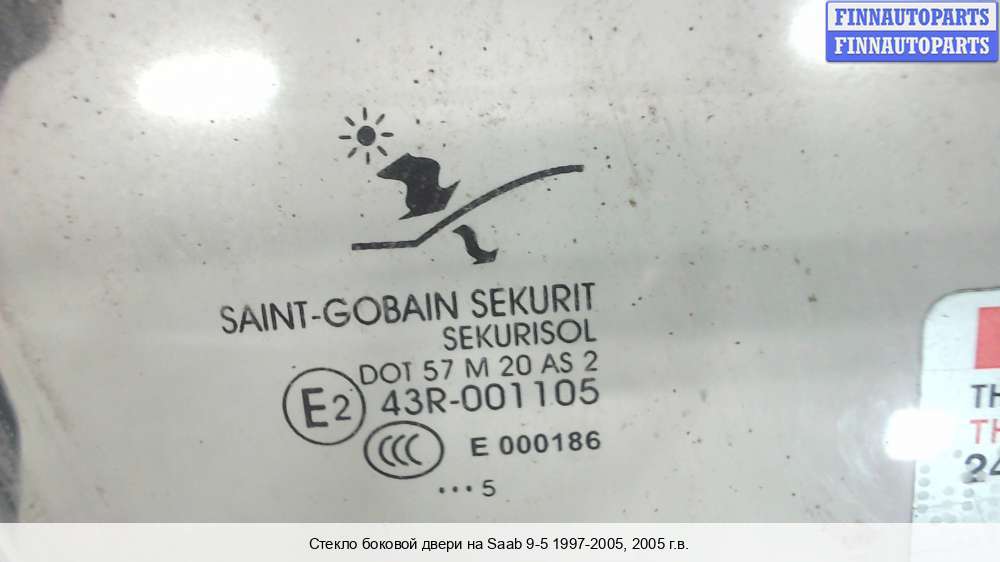 FINNAUTOPARTS
FINNAUTOPARTS
SAINT-GOBAIN SEKURIT
SEKURISOL
DOT 57 M 20 AS 2
E2 43R-001105
CCC E 000186
... 5
TH
TH
24
Стекло боковой двери на Saab 9-5 1997-2005, 2005 г.в.